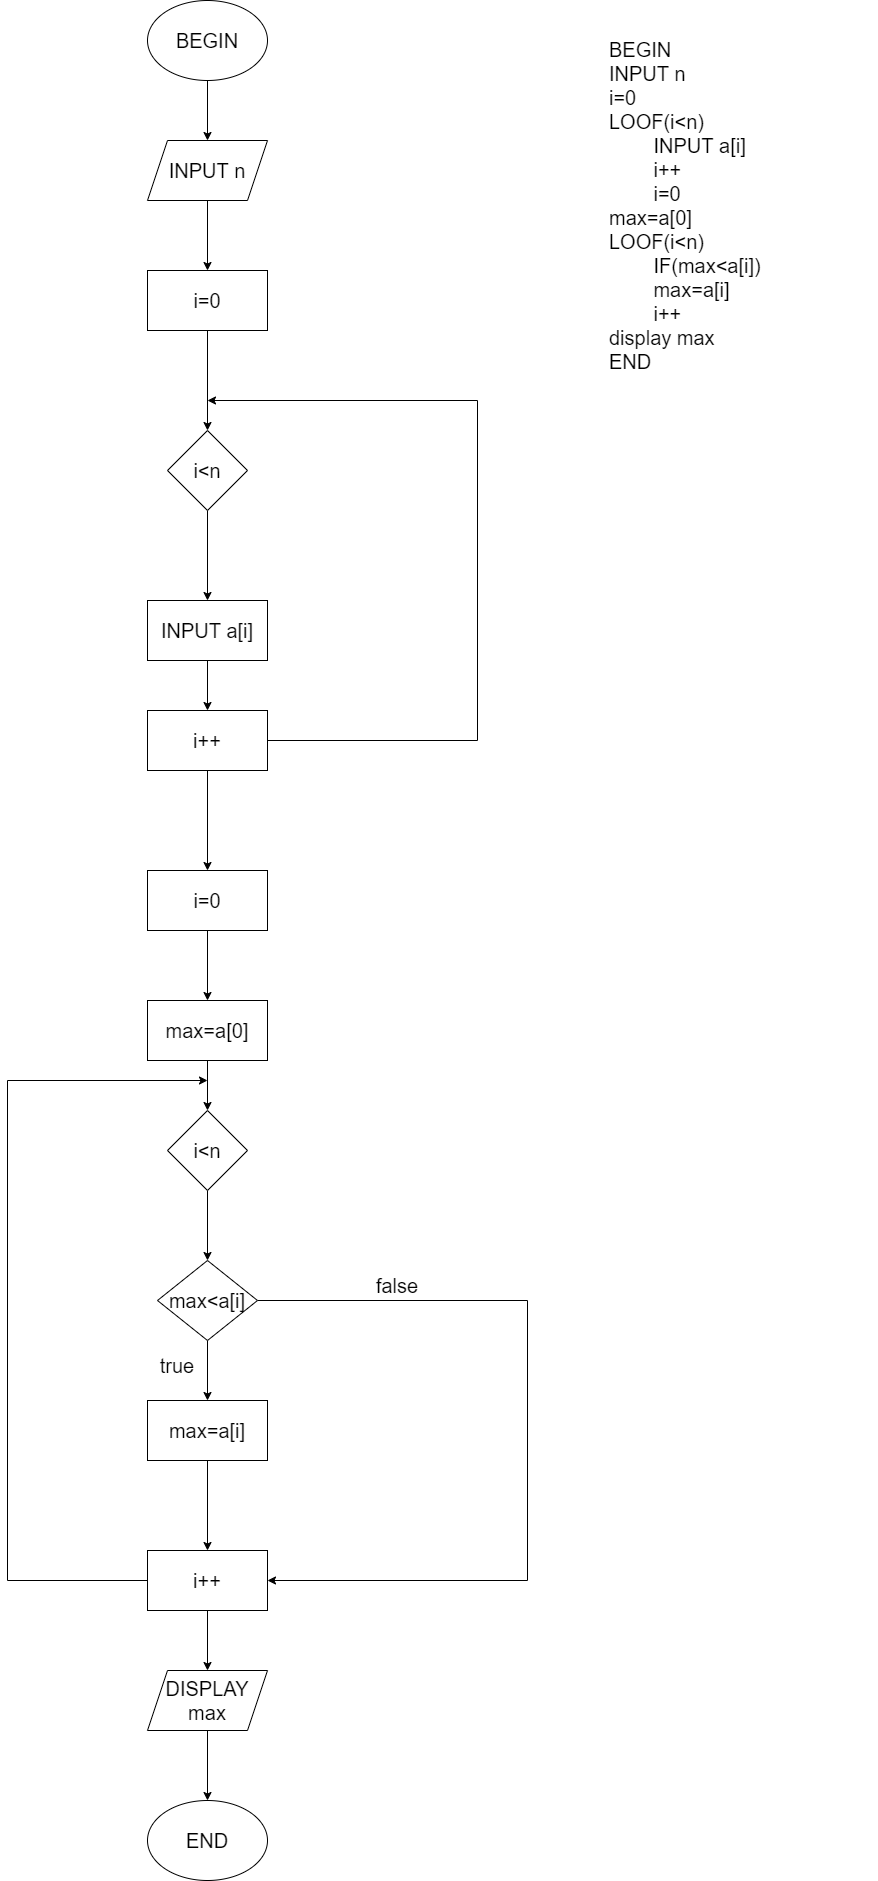 BEGIN
INPUT n
i=0
i<n
INPUT a[i]
i++
i=0
max=a[0]
i<n
max<a[i]
false
true
max=a[i]
i++
DISPLAY
max
END
BEGIN
INPUT n
i=0
LOOF(i<n)
INPUT a[i]
i++
i=0
max=a[0]
LOOF(i<n)
IF(max<a[i])
max=a[i]
i++
display max
END